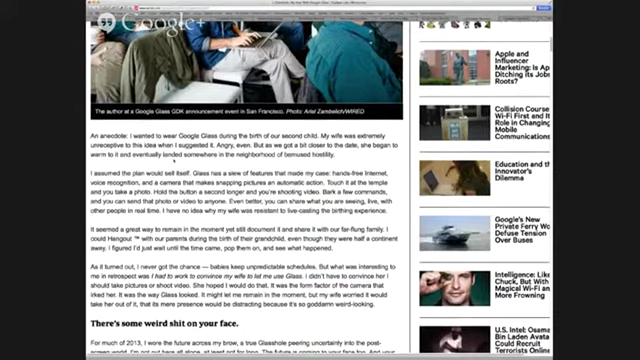 Google+
The author at a Google Glass GDK announcement event in San Francisco. Photo: Ariel Zambelich/WIRED
An anecdote: I wanted to wear Google Glass during the birth of our second child. My wife was extremely
unreceptive to this idea when I suggested it. Angry, even. But as we got a bit closer to the date, she began
to warm to it and eventually landed somewhere in the neighborhood of bemused hostility.
I assumed the plan would sell itself. Glass has a slew of features that made my case: hands-free Internet,
voice recognition, and a camera that makes snapping pictures an automatic action. Touch it at the temple
and you take a photo. Hold the button a second longer and you're shooting video. Bark a few commands,
and you can send that photo or video to anyone. Even better, you can share what you are seeing, live, with
other people in real time. I have no idea why my wife was resistant to live-casting the birthing experience.
It seemed a great way to remain in the moment yet still document it and share it with our far-flung family. I
could Hangout ™ with our parents during the birth of their grandchild, even though they were half a continent
away. I figured I'd just wait until the time came, pop them on, and see what happened.
As it turned out, I never got the chance — babies keep unpredictable schedules. But what was interesting to
me in retrospect was I had to work to convince my wife to let me use Glass. I didn't have to convince her I
should take pictures or shoot video. She hoped I would do that. It was the form factor of the camera that
irked her. It was the way Glass looked. It might let me remain in the moment, but my wife worried it would
take her out of it, that its mere presence would be distracting because it's so goddamn weird-looking.
There's some weird shit on your face.
For much of 2013, I wore the future across my brow, a true Glasshole peering uncertainly into the post-
Apple and
Influencer
Marketing: Is Ap
Ditching its Jobs
Roots?
Collision Course
Wi-Fi First and It
Role in Changing
Mobile
Communications
Education and th
Innovator's
Dilemma
Google's New
Private Ferry Wo
Defuse Tension
Over Buses
Intelligence: Like
Chuck, But With
Magical Wi-Fi an
More Frowning
U.S. Intel: Osama
Bin Laden Avata
Could Recruit
Terrorists Online